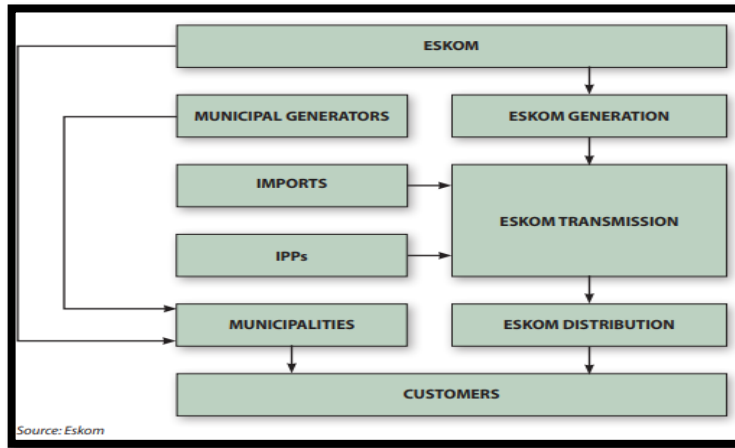 ESKOM
MUNICIPAL GENERATORS
ESKOM GENERATION
IMPORTS
ESKOM TRANSMISSION
IPPs
MUNICIPALITIES
ESKOM DISTRIBUTION
CUSTOMERS
Source: Eskom